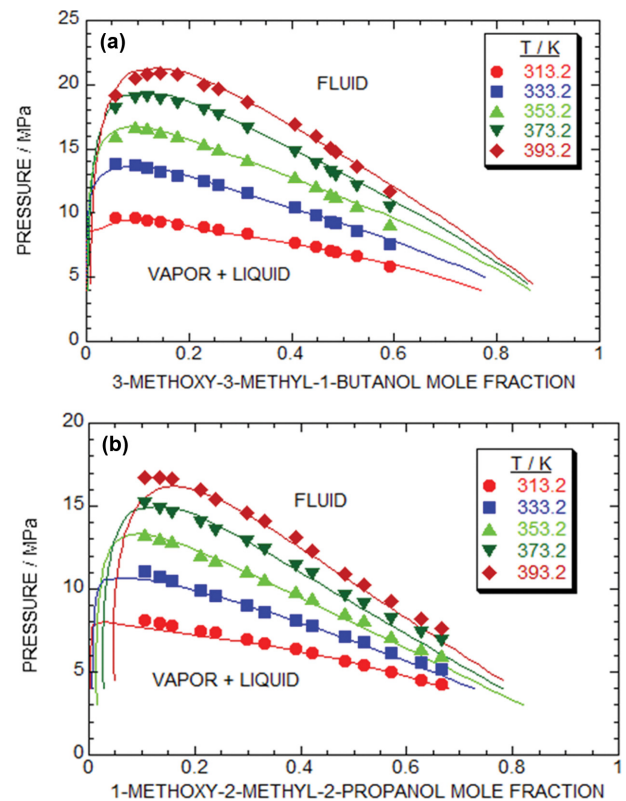 (a)
25
20
15
10
5
0
PRESSURE / MPa
FLUID
VAPOR + LIQUID
T / K
313.2
333.2
353.2
373.2
393.2
0 0.2 0.4 0.6 0.8 1
3-METHOXY-3-METHYL-1-BUTANOL MOLE FRACTION
(b)
20
15
10
5
0
PRESSURE / MPa
FLUID
VAPOR + LIQUID
T / K
313.2
333.2
353.2
373.2
393.2
0 0.2 0.4 0.6 0.8 1
1-METHOXY-2-METHYL-2-PROPANOL MOLE FRACTION